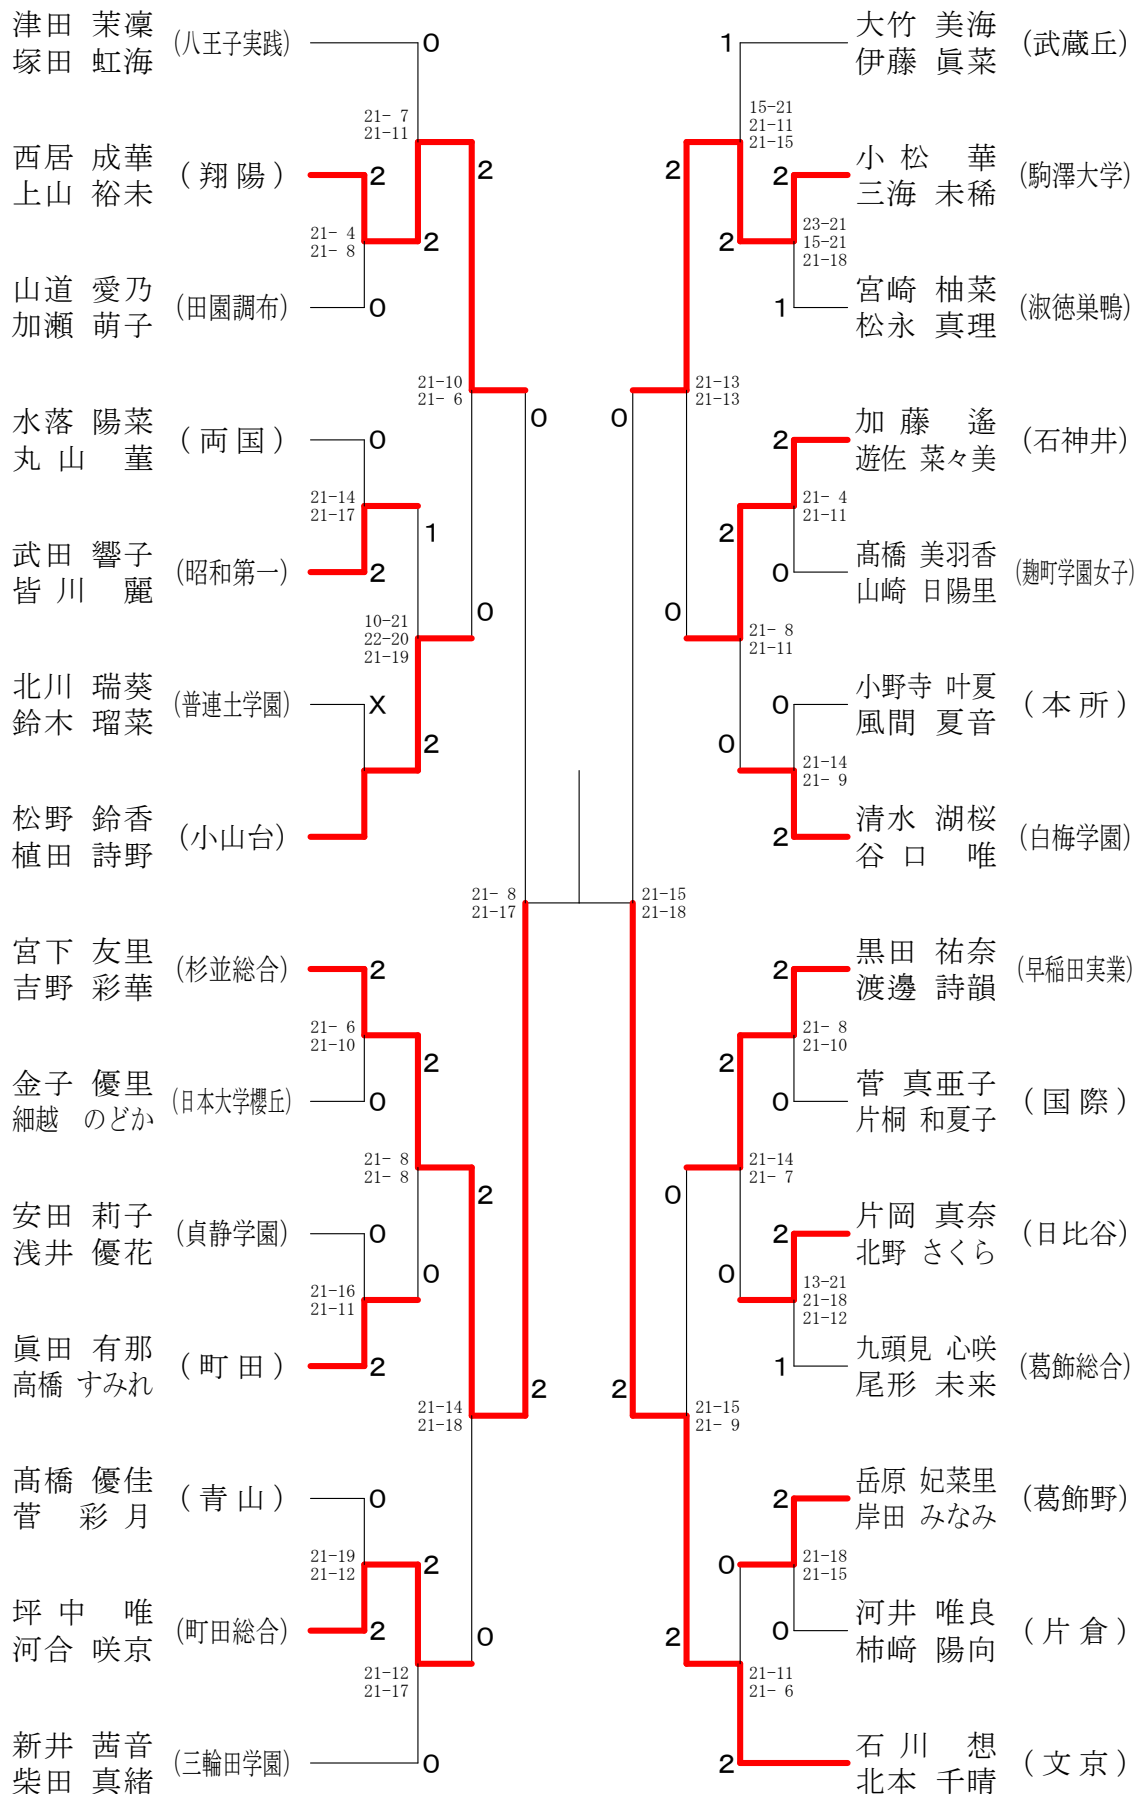 津田 茉凜
塚田 虹海
(八王子実践)
0
21- 7
21-11
西居 成華
上山 裕未
(翔陽)
2
2
21- 4
21- 8
2
山道 愛乃
加瀬 萌子
(田園調布)
0
21-10
21- 6
0
水落 陽菜
丸山 菫
(両国)
0
21-14
21-17
1
武田 響子
皆川 麗
(昭和第一)
2
0
10-21
22-20
21-19
北川 瑞葵
鈴木 瑠菜
(普連土学園)
X
2
松野 鈴香
植田 詩野
(小山台)
21- 8
21-17
宮下 友里
吉野 彩華
(杉並総合)
2
21- 6
21-10
2
金子 優里
細越 のどか
(日本大学櫻丘)
0
21- 8
21- 8
2
安田 莉子
浅井 優花
(貞静学園)
0
0
21-16
21-11
眞田 有那
高橋 すみれ
(町田)
2
2
21-14
21-18
髙橋 優佳
菅 彩月
(青山)
0
21-19
21-12
2
坪中 唯
河合 咲京
(町田総合)
2
0
21-12
21-17
新井 茜音
柴田 真緒
(三輪田学園)
0
1
大竹 美海
伊藤 眞菜
(武蔵丘)
15-21
21-11
21-15
2
2
小松 華
三海 未稀
(駒澤大学)
2
23-21
15-21
21-18
1
宮崎 柚菜
松永 真理
(淑徳巣鴨)
0
21-13
21-13
2
加藤 遙
遊佐 菜々美
(石神井)
2
21- 4
21-11
0
髙橋 美羽香
山崎 日陽里
(麹町学園女子)
0
21- 8
21-11
0
小野寺 叶夏
風間 夏音
(本所)
0
21-14
21- 9
2
清水 湖桜
谷口 唯
(白梅学園)
21-15
21-18
2
黒田 祐奈
渡邊 詩韻
(早稲田実業)
2
21- 8
21-10
0
菅 真亜子
片桐 和夏子
(国際)
0
21-14
21- 7
2
片岡 真奈
北野 さくら
(日比谷)
0
13-21
21-18
21-12
1
九頭見 心咲
尾形 未来
(葛飾総合)
2
21-15
21- 9
2
岳原 妃菜里
岸田 みなみ
(葛飾野)
0
21-18
21-15
0
河井 唯良
柿﨑 陽向
(片倉)
2
21-11
21- 6
2
石川 想
北本 千晴
(文京)